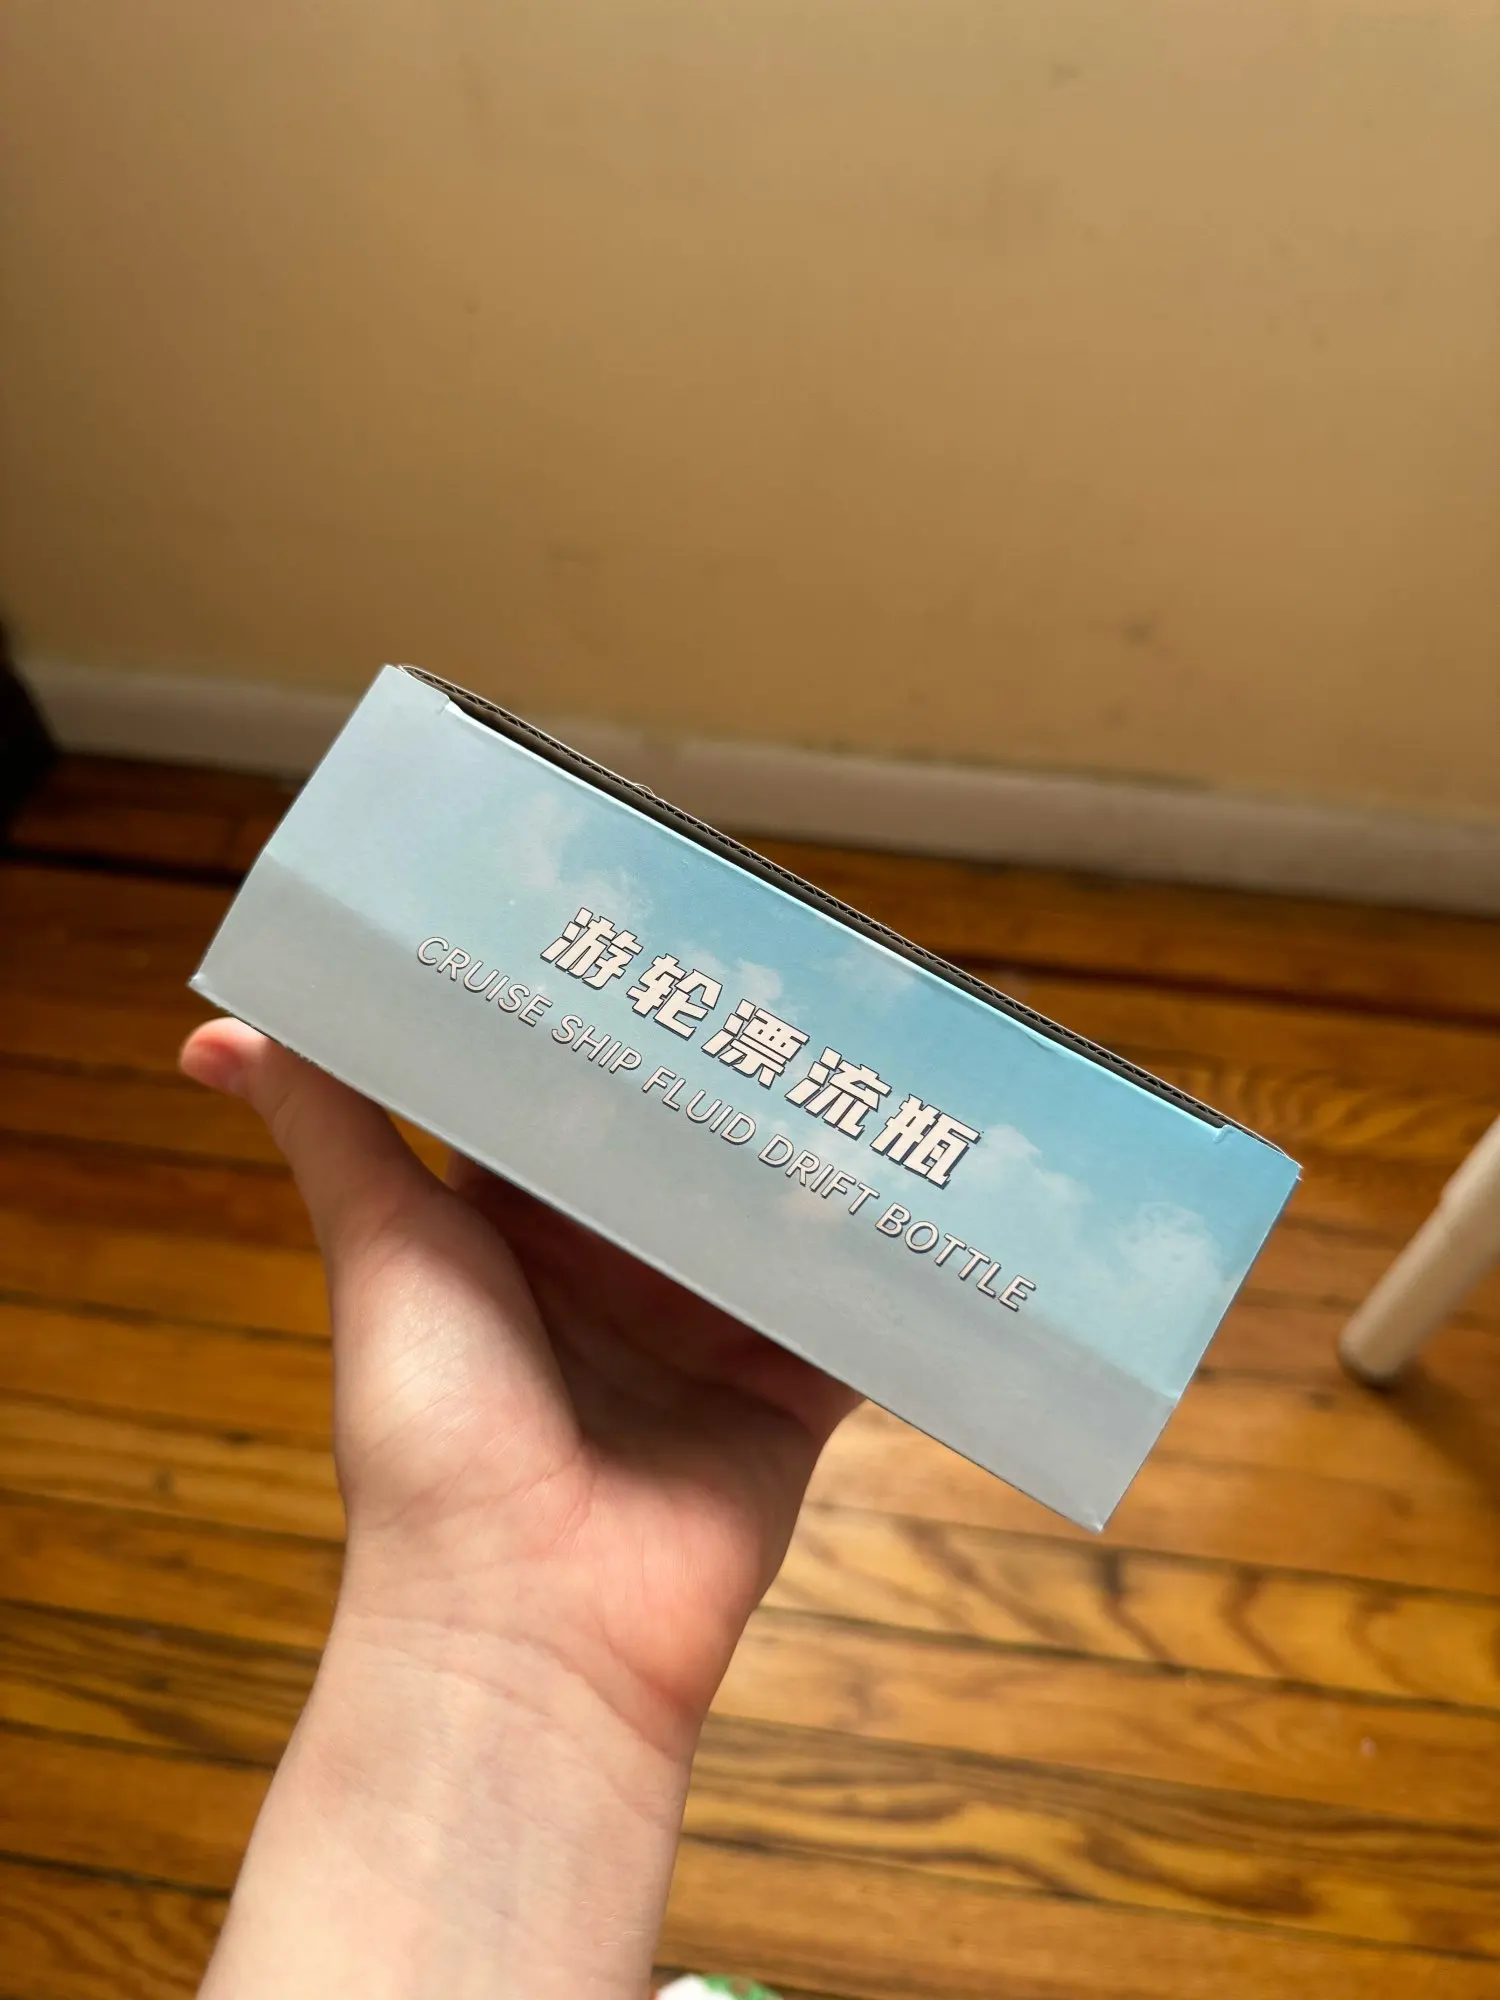 游轮漂流瓶
CRUISE SHIP FLUID DRIFT BOTTLE